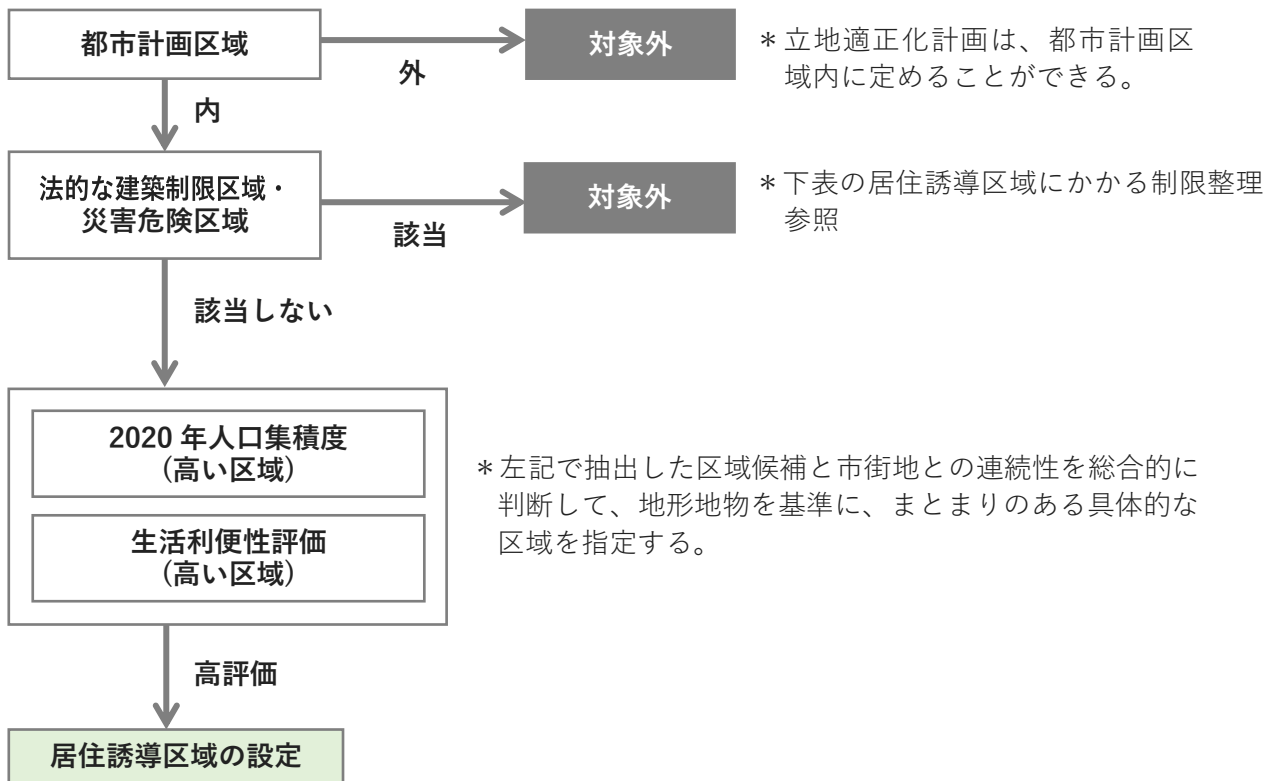 都市計画区域
外
対象外
＊立地適正化計画は、都市計画区
域内に定めることができる。
内
法的な建築制限区域・
災害危険区域
該当
対象外
＊下表の居住誘導区域にかかる制限整理
参照
該当しない
2020 年人口集積度
(高い区域)
生活利便性評価
(高い区域)
＊左記で抽出した区域候補と市街地との連続性を総合的に
判断して、地形地物を基準に、まとまりのある具体的な
区域を指定する。
高評価
居住誘導区域の設定